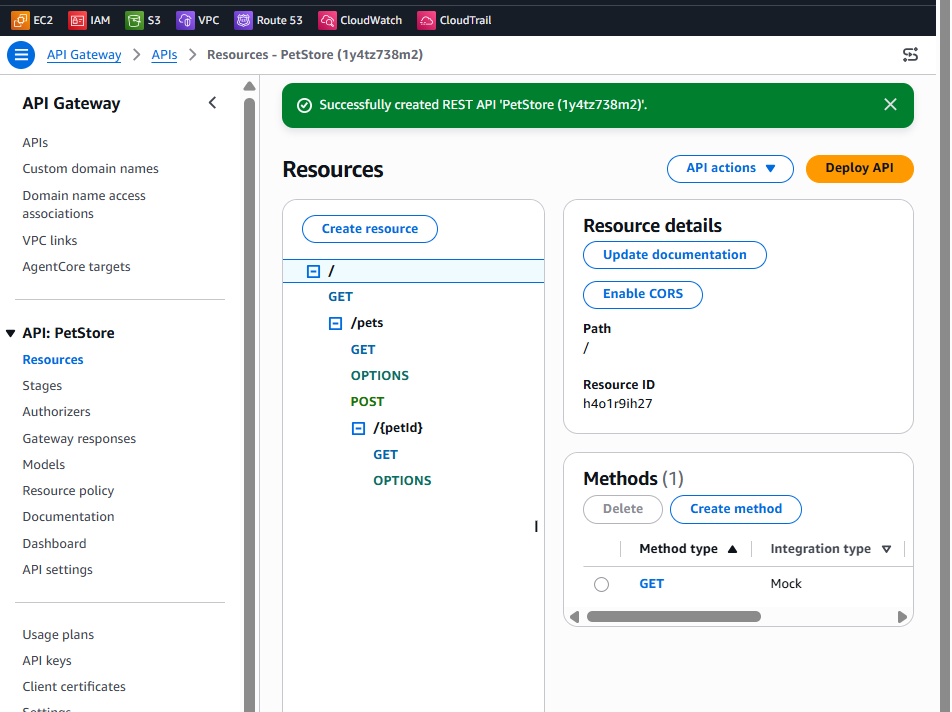 EC2 IAM S3 VPC Route 53 CloudWatch CloudTrail
API Gateway > APIs > Resources - PetStore (1y4tz738m2)
API Gateway
APIs
Custom domain names
Domain name access
associations
VPC links
AgentCore targets
API: PetStore
Resources
Stages
Authorizers
Gateway responses
Models
Resource policy
Documentation
Dashboard
API settings
Usage plans
API keys
Client certificates
Settings
Successfully created REST API 'PetStore (1y4tz738m2)'.
Resources
API actions
Deploy API
Create resource
/
GET
/pets
GET
OPTIONS
POST
/{petId}
GET
OPTIONS
Resource details
Update documentation
Enable CORS
Path
/
Resource ID
h4o1r9ih27
Methods (1)
Delete Create method
Method type Integration type
GET Mock